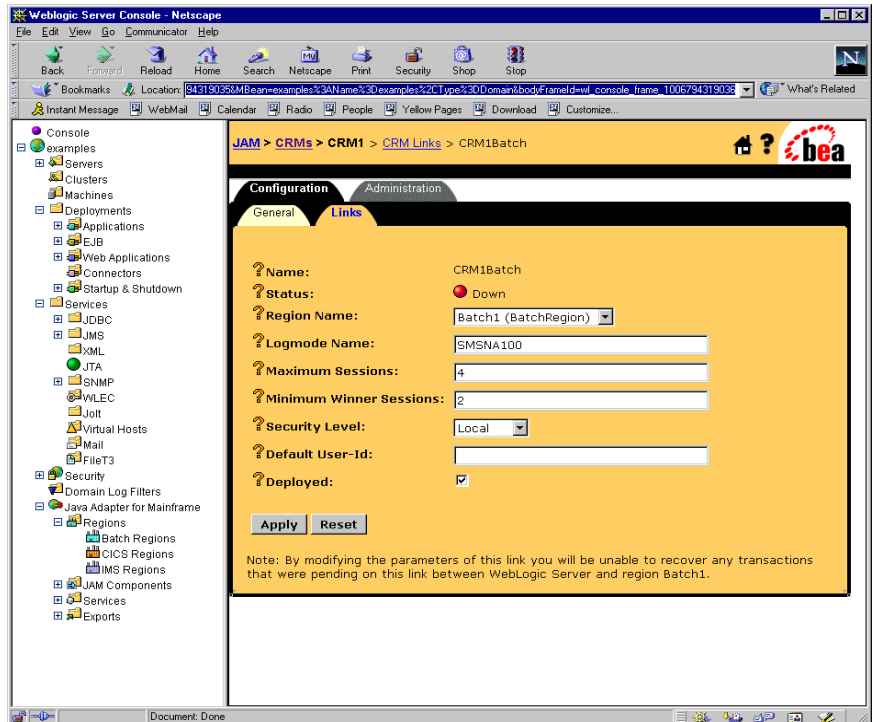 Weblogic Server Console - Netscape
File Edit View Go Communicator Help
Back Forward Reload Home Search Netscape Print Security Shop Stop
My
N
Bookmarks Location: 94319035&MBean=examples%3AName%3Dexamples%2CType%3DDomain&bodyFrameId=wl_console_frame_1006794319036 What's Related
Instant Message WebMail Calendar Radio People Yellow Pages Download Customize...
Console
examples
Servers
Clusters
Machines
Deployments
Applications
EJB
Web Applications
Connectors
Startup & Shutdown
Services
JDBC
JMS
XML
JTA
SNMP
WLEC
Jolt
Virtual Hosts
Mail
FileT3
Security
Domain Log Filters
Java Adapter for Mainframe
Regions
Batch Regions
CICS Regions
IMS Regions
JAM Components
Services
Exports
JAM > CRMs > CRM1 > CRM Links > CRM1Batch
? bea
Configuration Administration
General Links
? Name: CRM1Batch
? Status: Down
? Region Name: Batch1 (BatchRegion)
? Logmode Name: SMSNA100
? Maximum Sessions: 4
? Minimum Winner Sessions: 2
? Security Level: Local
? Default User-Id:
? Deployed:
Apply Reset
Note: By modifying the parameters of this link you will be unable to recover any transactions
that were pending on this link between WebLogic Server and region Batch1.
Document: Done